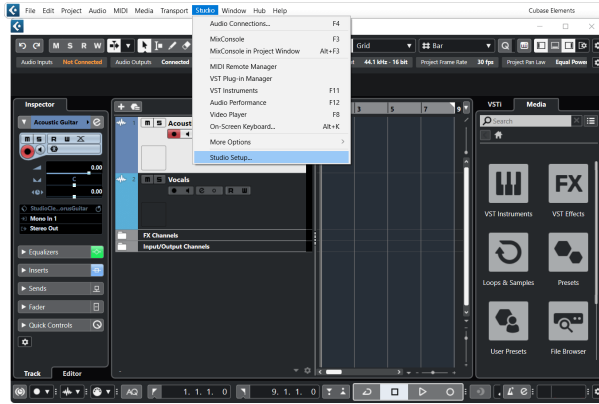 File Edit Project Audio MIDI Media Transport Studio Window Hub Help Cubase Elements
Audio Connections... F4
MixConsole F3
MixConsole in Project Window Alt+F3
MIDI Remote Manager
VST Plug-in Manager
VST Instruments F11
Audio Performance F12
Video Player F8
On-Screen Keyboard... Alt+K
More Options
Studio Setup...
M S R W
Grid
Bar
Q
Audio Inputs Not Connected Audio Outputs Connected
44.1 kHz - 16 bit Project Frame Rate 30 fps Project Pan Law Equal Power
Inspector
Acoustic Guitar
0.00
C
0.00
Mono In 1
Stereo Out
Equalizers
Inserts
Sends
Fader
Quick Controls
Track Editor
1 m S Acoust
2 m S Vocals
R W
FX Channels
Input/Output Channels
3 5 7 9
VSTi Media
Search
VST Instruments
FX
VST Effects
Loops & Samples
Presets
User Presets
File Browser
AQ 1. 1. 1. 0 9. 1. 1. 0